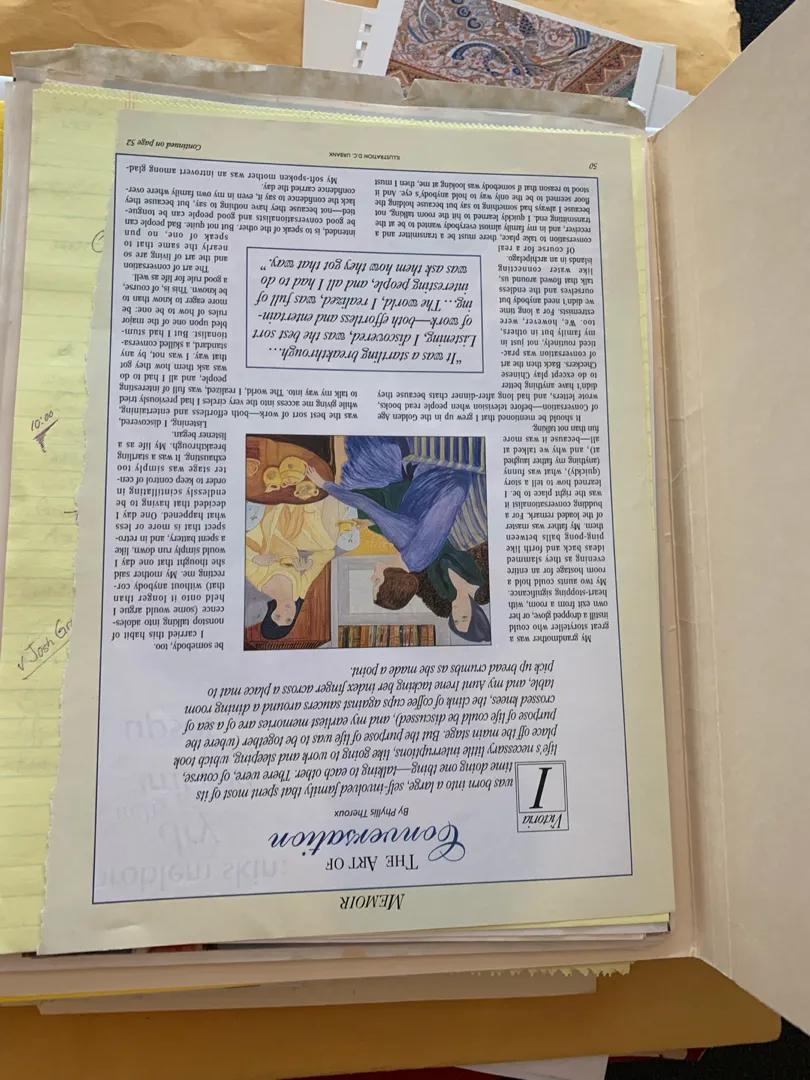 MEMOIR
THE ART OF
Conversation
By Phyllis Theroux
Victoria
I
was born into a large, self-involved family that spent most of its
time doing one thing—talking to each other. There were, of course,
life's necessary little interruptions, like going to work and sleeping, which took
place off the main stage. But the purpose of life was to be together (where the
purpose of life could be discussed), and my earliest memories are of a sea of
crossed knees, the clink of coffee cups against saucers around a dining room
table, and my Aunt Irene tacking her index finger across a place mat to
pick up bread crumbs as she made a point.
My grandmother was a
great storyteller who could
instill a dropped glove, or her
own exit from a room, with
heart-stopping significance.
My two aunts could hold a
room hostage for an entire
evening as they slammed
ideas back and forth like
ping-pong balls between
them. My father was master
of the loaded remark. For a
budding conversationalist it
was the right place to be. I
learned how to tell a story
(quickly), what was funny
(anything my father laughed
at), and why we talked at
all—because it was more
fun than not talking.
It should be mentioned that I grew up in the Golden Age
of Conversation—before television when people read books,
wrote letters, and had long after-dinner chats because they
didn't have anything better
to do except play Chinese
Checkers. Back then the art
of conversation was prac-
ticed routinely, not just in
my family but in others,
too. We, however, were
extremists. For a long time
we didn't need anybody but
ourselves and the endless
talk that flowed around us,
like water connecting
islands in an archipelago.
Of course for a real
conversation to take place, there must be a transmitter and a
receiver, and in my family almost everybody wanted to be at the
transmitting end. I quickly learned to hit the room talking, not
because I always had something to say but because holding the
floor seemed to be the only way to hold anybody's eye. And it
stood to reason that if somebody was looking at me, then I must
be somebody, too.
I carried this habit of
nonstop talking into adoles-
cence (some would argue I
held onto it longer than
that) without anybody cor-
recting me. My mother said
she thought that one day I
would simply run down, like
a spent battery, and in retro-
spect that is more or less
what happened. One day I
decided that having to be
endlessly scintillating in
order to keep control of cen-
ter stage was simply too
exhausting. It was a startling
breakthrough. My life as a
listener began.
Listening, I discovered,
was the best sort of work—both effortless and entertaining,
while giving me access into the very circles I had previously tried
to talk my way into. The world, I realized, was full of interesting
people, and all I had to do
was ask them how they got
that way. I was not, by any
standard, a skilled conversa-
tionalist. But I had stum-
bled upon one of the major
rules of how to be one: be
more eager to know than to
be known. This is, of course,
a good rule for life as well.
The art of conversation
and the art of living are so
nearly the same that to
speak of one, no pun
intended, is to speak of the other. But not quite. Bad people can
be good conversationalists and good people can be tongue-
tied—not because they have nothing to say, but because they
lack the confidence to say it, even in my own family where over-
confidence carried the day.
My soft-spoken mother was an introvert among glad-
"It was a startling breakthrough….
Listening, I discovered, was the best sort
of work—both effortless and entertain-
ing.… The world, I realized, was full of
interesting people, and all I had to do
was ask them how they got that way."
50
ILLUSTRATION D.C. URBANK
Continued on page 52
10:00